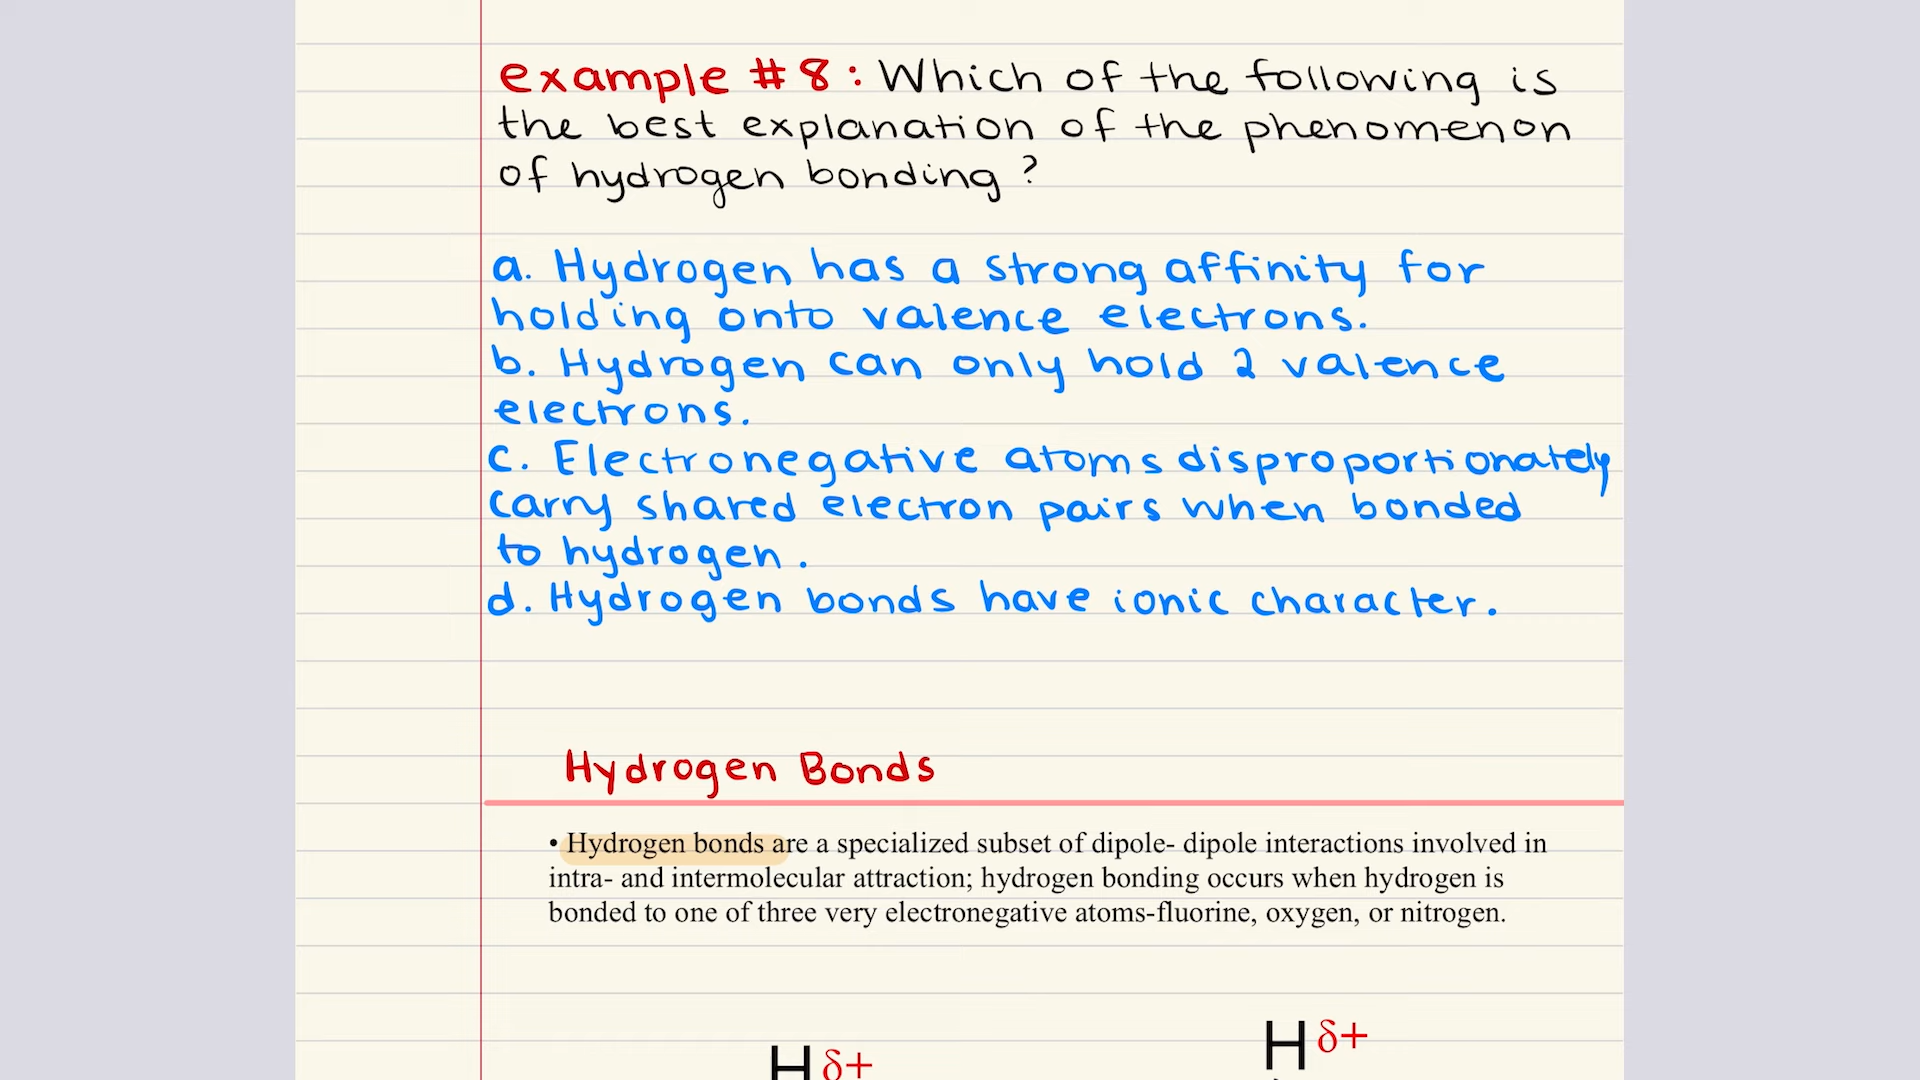 example #8: Which of the following is
the best explanation of the phenomenon
of hydrogen bonding?
a. Hydrogen has a strong affinity for
holding onto valence electrons.
b. Hydrogen can only hold 2 valence
electrons.
c. Electronegative atoms disproportionately
carry shared electron pairs when bonded
to hydrogen.
d. Hydrogen bonds have ionic character.
Hydrogen Bonds
• Hydrogen bonds are a specialized subset of dipole- dipole interactions involved in
intra- and intermolecular attraction; hydrogen bonding occurs when hydrogen is
bonded to one of three very electronegative atoms-fluorine, oxygen, or nitrogen.
H δ+
H δ+